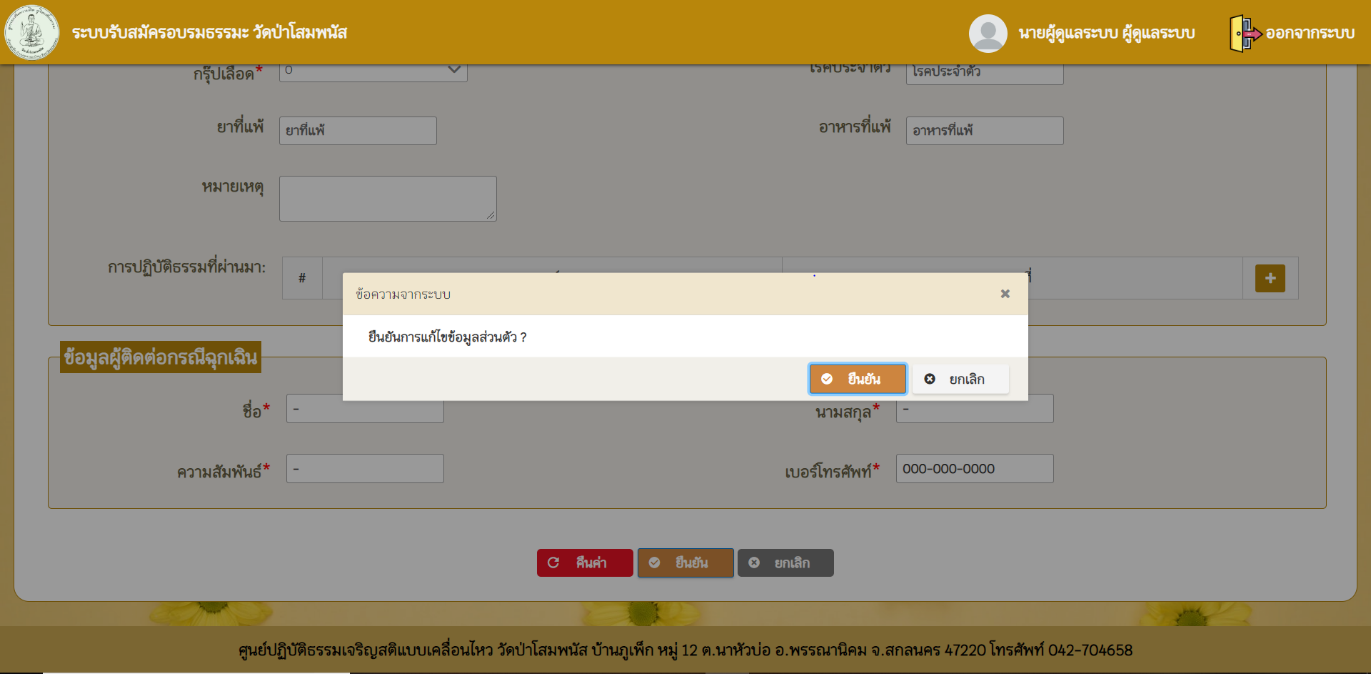 ระบบรับสมัครอบรมธรรมะ วัดป่าโสมพนัส
นายผู้ดูแลระบบ ผู้ดูแลระบบ
ออกจากระบบ
กรุ๊ปเลือด* 0
โรคประจำตัว โรคประจำตัว
ยาที่แพ้ ยาที่แพ้
อาหารที่แพ้ อาหารที่แพ้
หมายเหตุ
การปฏิบัติธรรมที่ผ่านมา: #
ข้อความจากระบบ
ยืนยันการแก้ไขข้อมูลส่วนตัว ?
ยืนยัน ยกเลิก
ข้อมูลผู้ติดต่อกรณีฉุกเฉิน
ชื่อ* -
นามสกุล* -
ความสัมพันธ์* -
เบอร์โทรศัพท์* 000-000-0000
คืนค่า ยืนยัน ยกเลิก
ศูนย์ปฏิบัติธรรมเจริญสติแบบเคลื่อนไหว วัดป่าโสมพนัส บ้านภูเพ็ก หมู่ 12 ต.นาหัวบ่อ อ.พรรณานิคม จ.สกลนคร 47220 โทรศัพท์ 042-704658